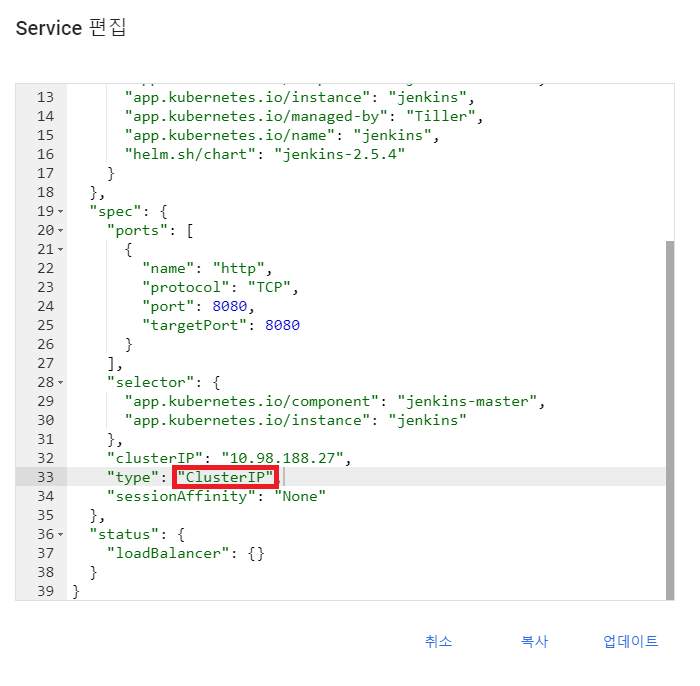 Service 편집
13 "app.kubernetes.io/instance": "jenkins",
14 "app.kubernetes.io/managed-by": "Tiller",
15 "app.kubernetes.io/name": "jenkins",
16 "helm.sh/chart": "jenkins-2.5.4"
17 }
18 },
19 "spec": {
20 "ports": [
21 {
22 "name": "http",
23 "protocol": "TCP",
24 "port": 8080,
25 "targetPort": 8080
26 }
27 ],
28 "selector": {
29 "app.kubernetes.io/component": "jenkins-master",
30 "app.kubernetes.io/instance": "jenkins"
31 },
32 "clusterIP": "10.98.188.27",
33 "type": "ClusterIP"
34 "sessionAffinity": "None"
35 },
36 "status": {
37 "loadBalancer": {}
38 }
39 }
취소 복사 업데이트